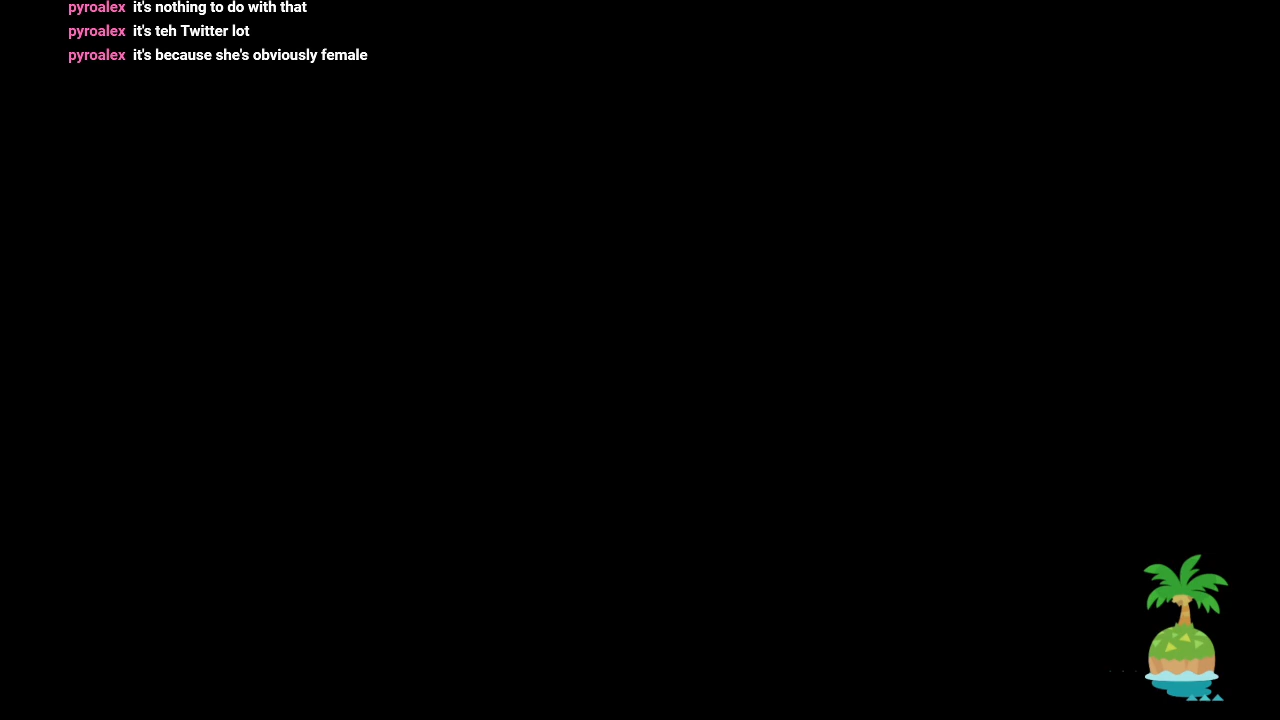 pyroalex it's nothing to do with that
pyroalex it's teh Twitter lot
pyroalex it's because she's obviously female